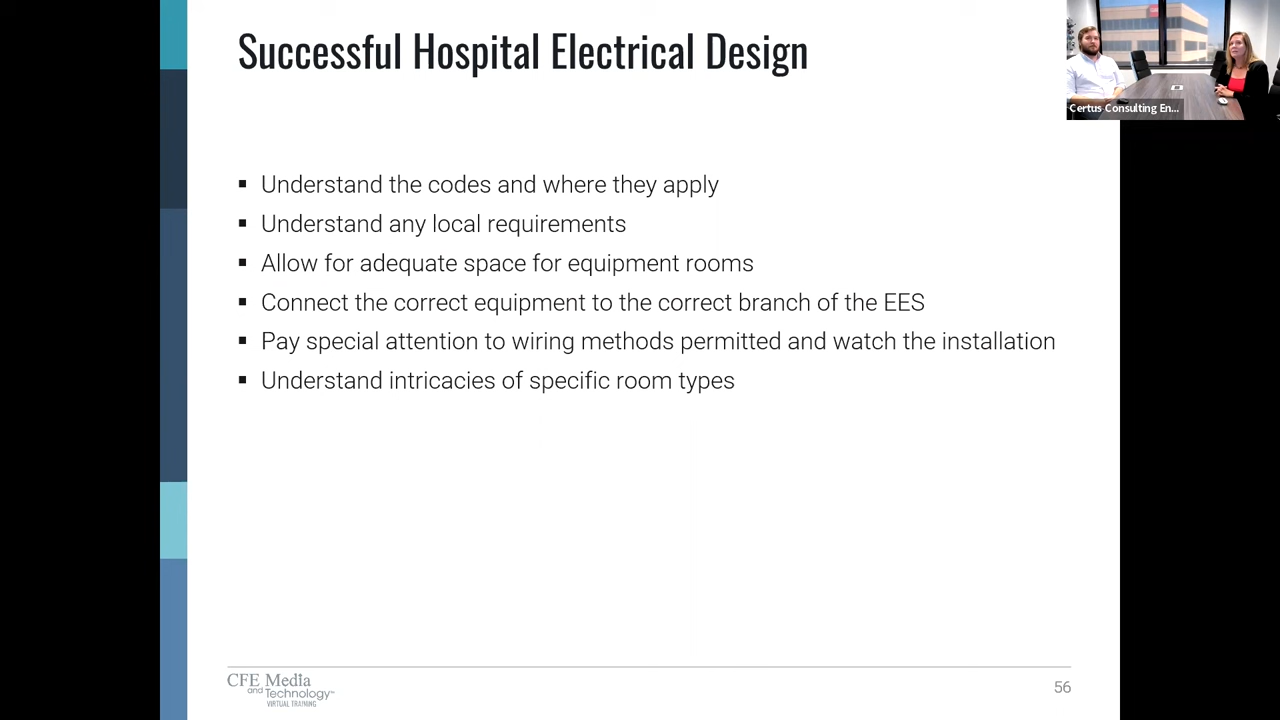 Successful Hospital Electrical Design
Certus Consulting En...
▪ Understand the codes and where they apply
▪ Understand any local requirements
▪ Allow for adequate space for equipment rooms
▪ Connect the correct equipment to the correct branch of the EES
▪ Pay special attention to wiring methods permitted and watch the installation
▪ Understand intricacies of specific room types
CFE Media
and Technology™
VIRTUAL TRAINING
56